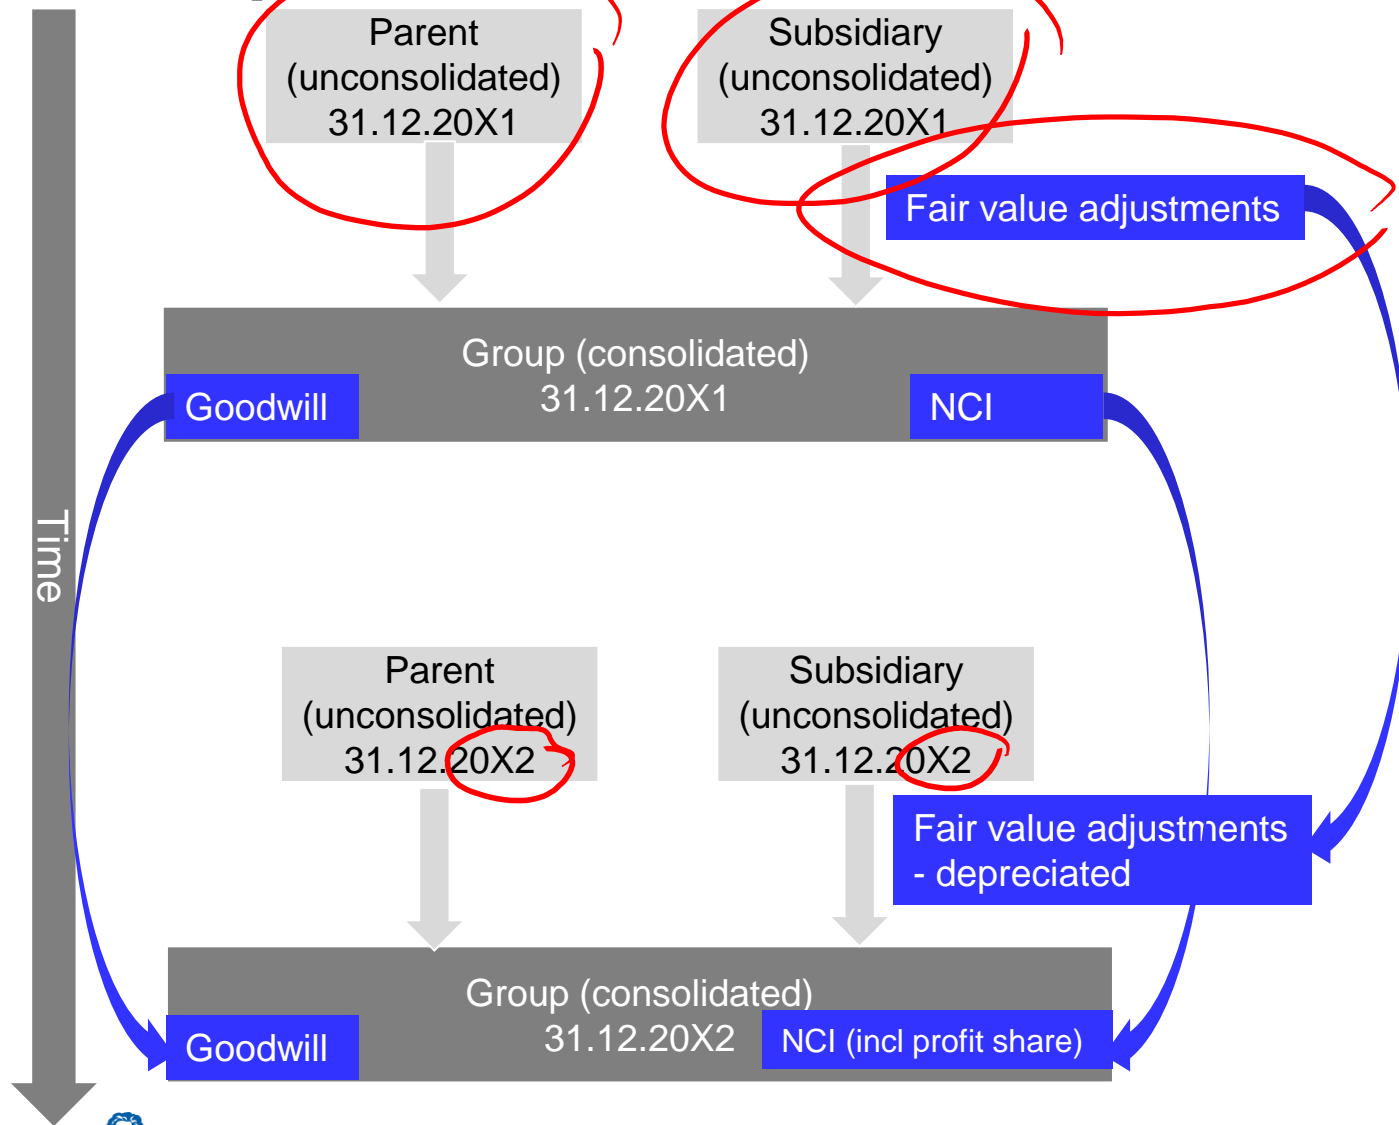 Parent
(unconsolidated)
31.12.20X1
Subsidiary
(unconsolidated)
31.12.20X1
Fair value adjustments
Group (consolidated)
31.12.20X1
Goodwill
NCI
Time
Parent
(unconsolidated)
31.12.20X2
Subsidiary
(unconsolidated)
31.12.20X2
Fair value adjustments
- depreciated
Group (consolidated)
31.12.20X2
Goodwill
NCI (incl profit share)